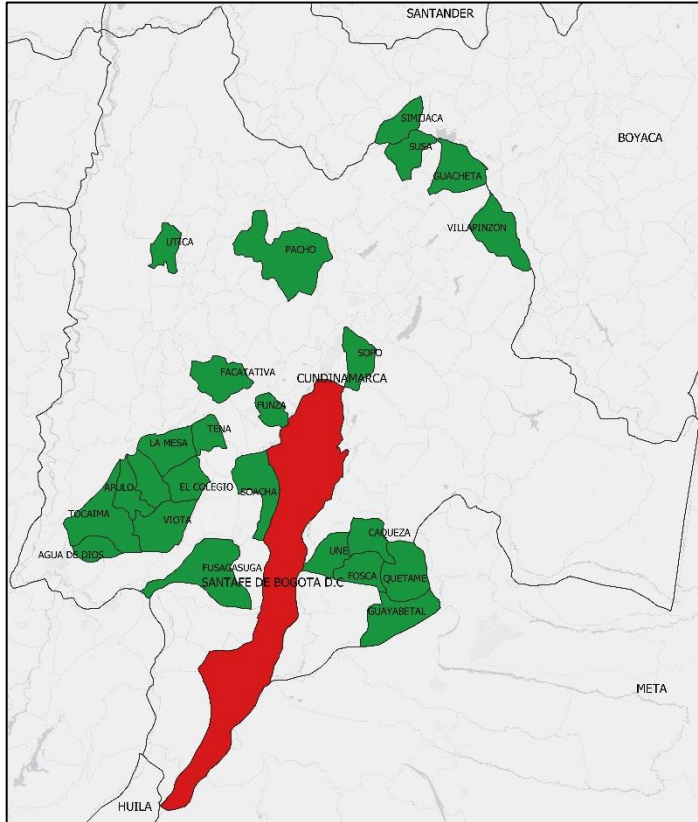 SANTANDER
SIMIJACA
BOYACA
SUSA
GUACHETA
VILLAPINZON
UTICA
PACHO
SOPO
FACATATIVA
CUNDINAMARCA
FUNZA
TENA
LA MESA
APULO
EL COLEGIO
SOACHA
TOCAIMA
VIOTA
CAQUEZA
UNE
AGUA DE DIOS
FUSAGASUGA
FOSCA
QUETAME
SANTAFE DE BOGOTA D.C
GUAYABETAL
META
HUILA